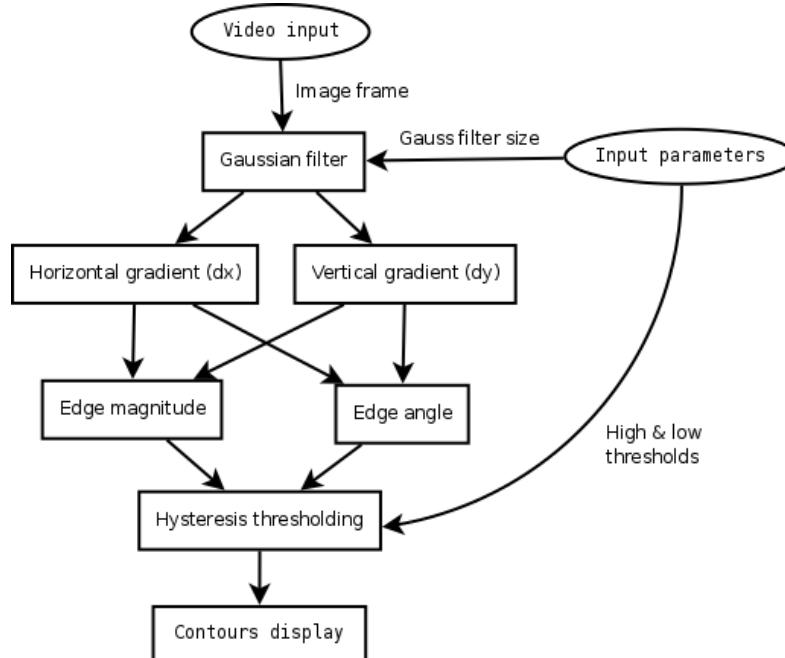 Video input
Image frame
Gauss filter size
Gaussian filter
Input parameters
Horizontal gradient (dx)
Vertical gradient (dy)
Edge magnitude
Edge angle
High & low
thresholds
Hysteresis thresholding
Contours display